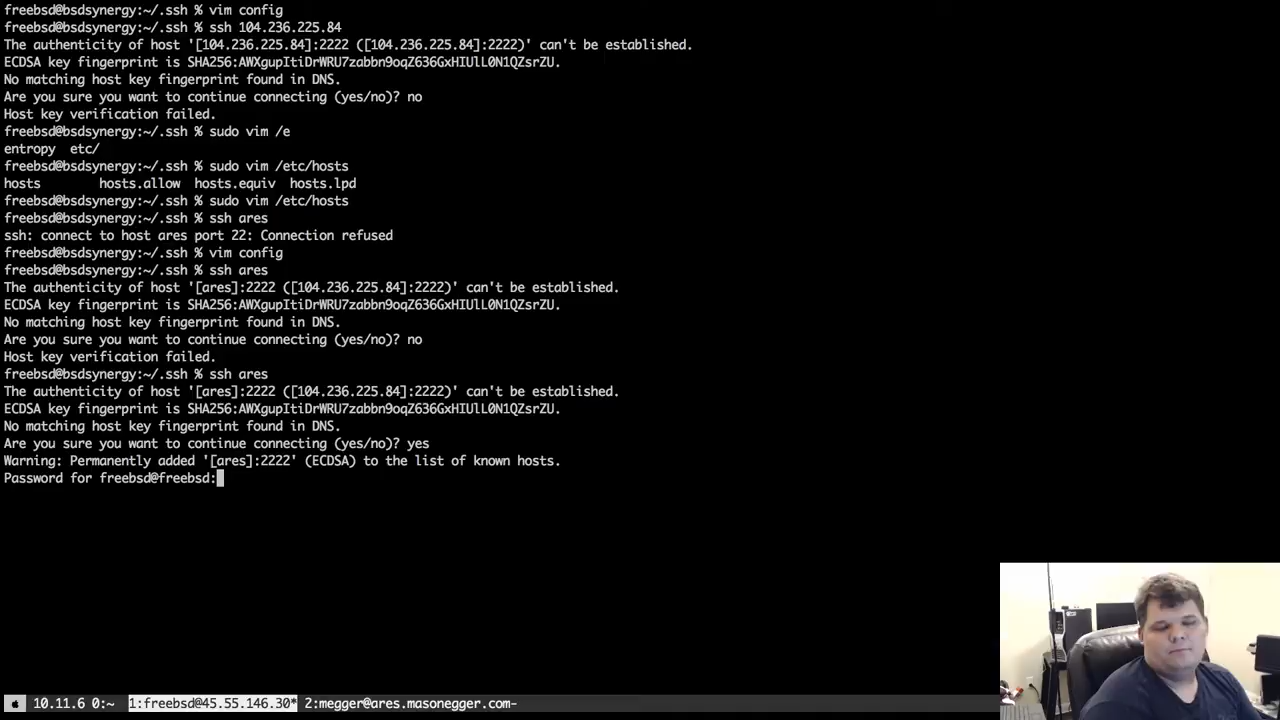 freebsd@bsdsynergy:~/.ssh % vim config
freebsd@bsdsynergy:~/.ssh % ssh 104.236.225.84
The authenticity of host '[104.236.225.84]:2222 ([104.236.225.84]:2222)' can't be established.
ECDSA key fingerprint is SHA256:AWXgupItiDrWRU7zabbn9oqZ636GxHIUlL0N1QZsrZU.
No matching host key fingerprint found in DNS.
Are you sure you want to continue connecting (yes/no)? no
Host key verification failed.
freebsd@bsdsynergy:~/.ssh % sudo vim /e
entropy  etc/
freebsd@bsdsynergy:~/.ssh % sudo vim /etc/hosts
hosts        hosts.allow  hosts.equiv  hosts.lpd
freebsd@bsdsynergy:~/.ssh % sudo vim /etc/hosts
freebsd@bsdsynergy:~/.ssh % ssh ares
ssh: connect to host ares port 22: Connection refused
freebsd@bsdsynergy:~/.ssh % vim config
freebsd@bsdsynergy:~/.ssh % ssh ares
The authenticity of host '[ares]:2222 ([104.236.225.84]:2222)' can't be established.
ECDSA key fingerprint is SHA256:AWXgupItiDrWRU7zabbn9oqZ636GxHIUlL0N1QZsrZU.
No matching host key fingerprint found in DNS.
Are you sure you want to continue connecting (yes/no)? no
Host key verification failed.
freebsd@bsdsynergy:~/.ssh % ssh ares
The authenticity of host '[ares]:2222 ([104.236.225.84]:2222)' can't be established.
ECDSA key fingerprint is SHA256:AWXgupItiDrWRU7zabbn9oqZ636GxHIUlL0N1QZsrZU.
No matching host key fingerprint found in DNS.
Are you sure you want to continue connecting (yes/no)? yes
Warning: Permanently added '[ares]:2222' (ECDSA) to the list of known hosts.
Password for freebsd@freebsd:
10.11.6 0:~  1:freebsd@45.55.146.30* 2:megger@ares.masonegger.com-